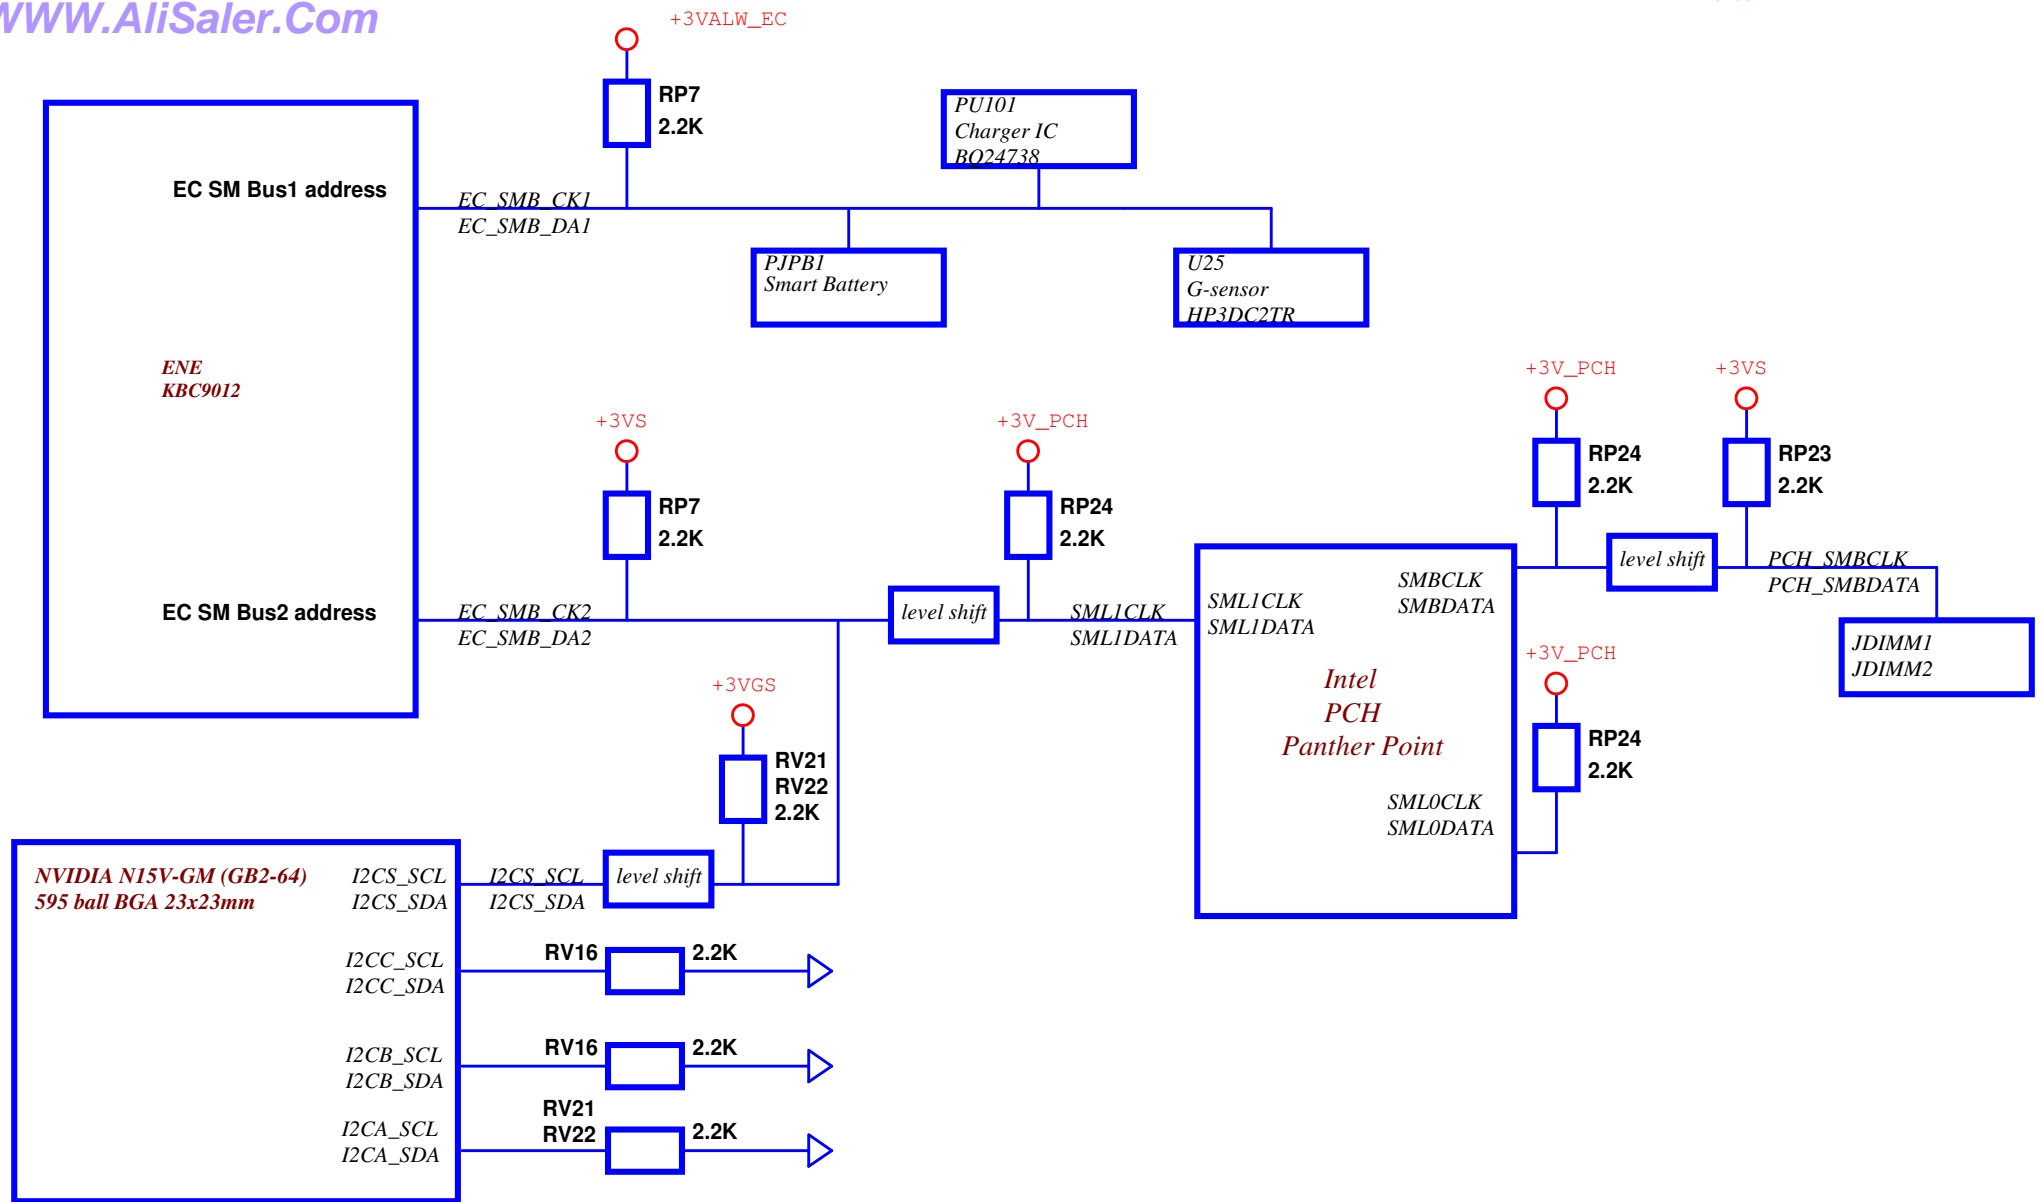 WWW.AliSaler.Com
+3VALW_EC
RP7
2.2K
PU101
Charger IC
BQ24738
EC SM Bus1 address
EC_SMB_CK1
EC_SMB_DA1
PJPB1
Smart Battery
U25
G-sensor
HP3DC2TR
ENE
KBC9012
+3VS
RP7
2.2K
+3V_PCH
RP24
2.2K
+3V_PCH
RP24
2.2K
+3VS
RP23
2.2K
EC SM Bus2 address
EC_SMB_CK2
EC_SMB_DA2
level shift
SML1CLK
SML1DATA
SML1CLK
SML1DATA
SMBCLK
SMBDATA
level shift
PCH_SMBCLK
PCH_SMBDATA
JDIMM1
JDIMM2
Intel
PCH
Panther Point
+3V_PCH
RP24
2.2K
SML0CLK
SML0DATA
+3VGS
RV21
RV22
2.2K
NVIDIA N15V-GM (GB2-64)
595 ball BGA 23x23mm
I2CS_SCL
I2CS_SDA
I2CS_SCL
I2CS_SDA
level shift
I2CC_SCL
I2CC_SDA
RV16
2.2K
I2CB_SCL
I2CB_SDA
RV16
2.2K
I2CA_SCL
I2CA_SDA
RV21
RV22
2.2K